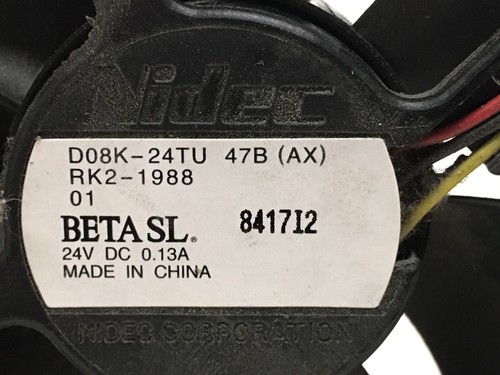 Nidec
D08K-24TU 47B (AX)
RK2-1988
01
BETA SL® 8417I2
24V DC 0.13A
MADE IN CHINA
NIDEC CORPORATION